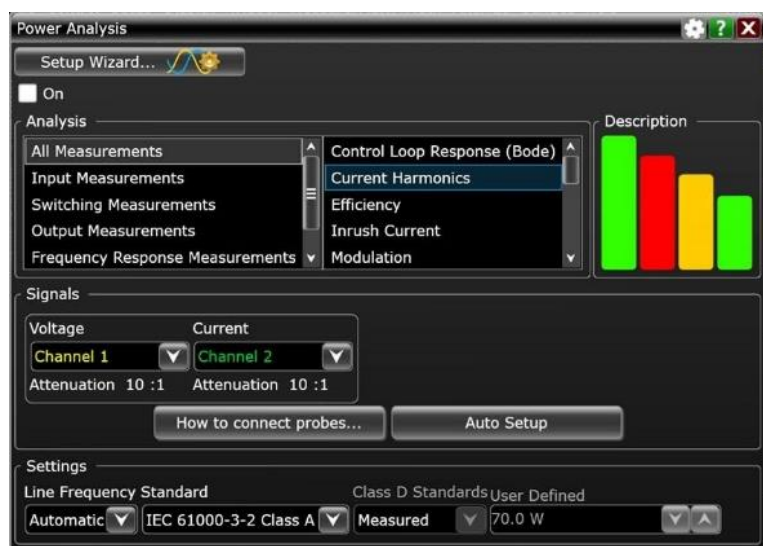 Power Analysis
?
X
Setup Wizard...
On
Analysis
All Measurements
Input Measurements
Switching Measurements
Output Measurements
Frequency Response Measurements
Control Loop Response (Bode)
Current Harmonics
Efficiency
Inrush Current
Modulation
Description
Signals
Voltage Current
Channel 1 Channel 2
Attenuation 10 :1 Attenuation 10 :1
How to connect probes... Auto Setup
Settings
Line Frequency Standard Class D Standards User Defined
Automatic IEC 61000-3-2 Class A Measured 70.0 W